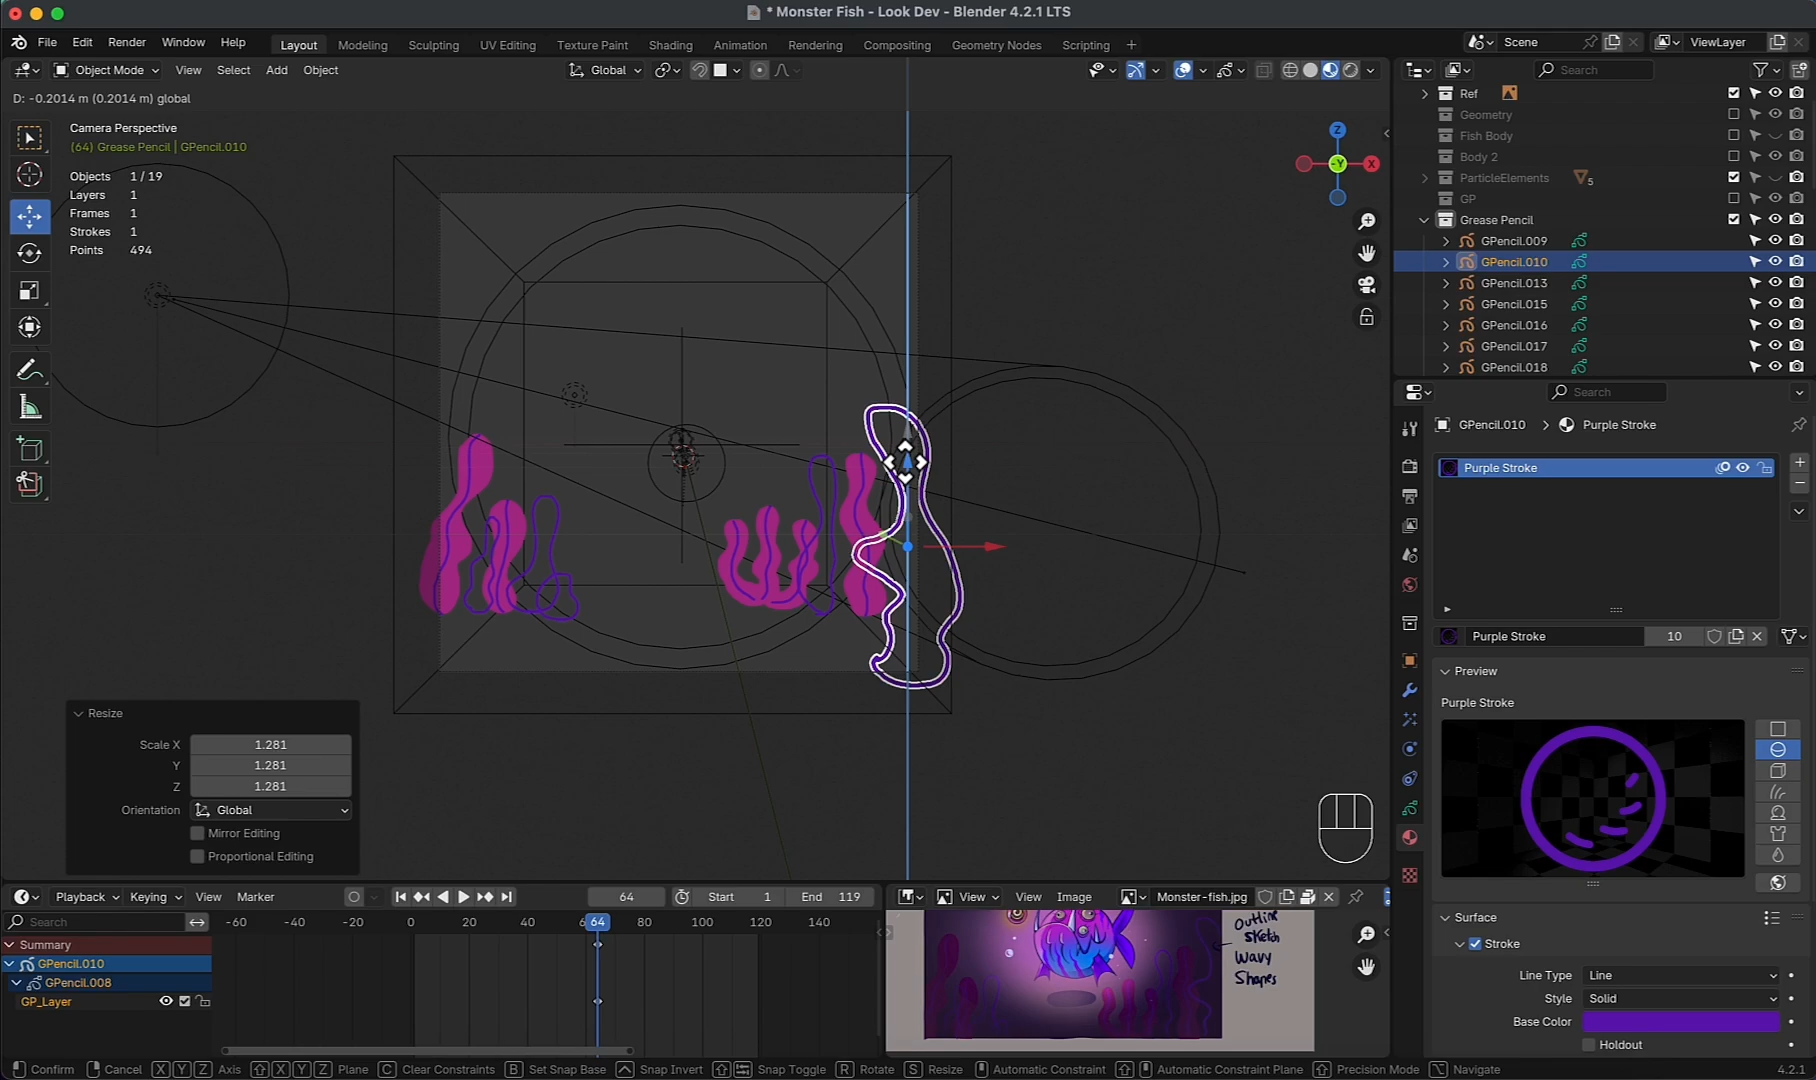 * Monster Fish - Look Dev - Blender 4.2.1 LTS
File Edit Render Window Help
Layout Modeling Sculpting UV Editing Texture Paint Shading Animation Rendering Compositing Geometry Nodes Scripting +
Scene
ViewLayer
Object Mode View Select Add Object
Global
Search
D: -0.2014 m (0.2014 m) global
Camera Perspective
(64) Grease Pencil | GPencil.010
Objects 1 / 19
Layers 1
Frames 1
Strokes 1
Points 494
Z
-Y
X
Ref
Geometry
Fish Body
Body 2
ParticleElements 5
GP
Grease Pencil
GPencil.009
GPencil.010
GPencil.013
GPencil.015
GPencil.016
GPencil.017
GPencil.018
Search
GPencil.010 > Purple Stroke
Purple Stroke
Purple Stroke 10
Preview
Purple Stroke
Surface
Stroke
Line Type Line
Style Solid
Base Color
Holdout
Resize
Scale X 1.281
Y 1.281
Z 1.281
Orientation Global
Mirror Editing
Proportional Editing
Playback Keying View Marker
64
Start 1
End 119
Search
-60 -40 -20 0 20 40 6 64 80 100 120 140
Summary
GPencil.010
GPencil.008
GP_Layer
View View Image Monster-fish.jpg
Outline
Sketch
Wavy
Shapes
Confirm Cancel X Y Z Axis X Y Z Plane C Clear Constraints B Set Snap Base Snap Invert Snap Toggle R Rotate S Resize Automatic Constraint Automatic Constraint Plane Precision Mode Navigate 4.2.1